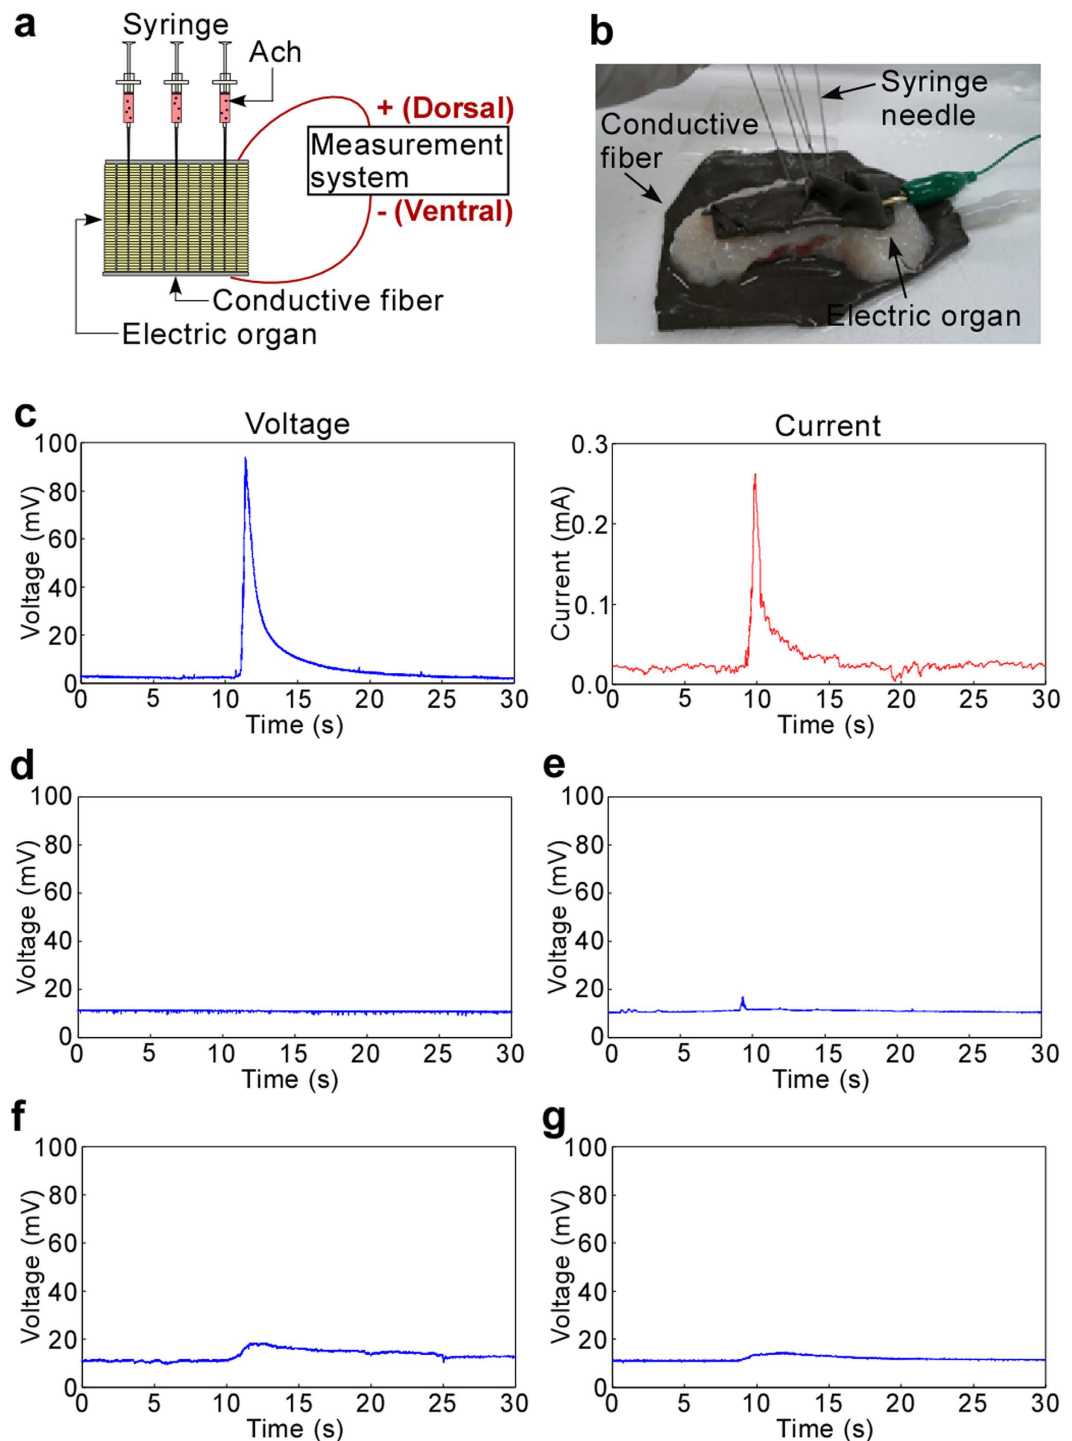 a
Syringe
Ach
+ (Dorsal)
Measurement
system
- (Ventral)
Conductive fiber
Electric organ
b
Syringe
needle
Conductive
fiber
Electric organ
c
Voltage
100
80
60
40
20
0
Voltage (mV)
0 5 10 15 20 25 30
Time (s)
Current
0.3
0.2
0.1
0.0
Current (mA)
0 5 10 15 20 25 30
Time (s)
d
100
80
60
40
20
0
Voltage (mV)
0 5 10 15 20 25 30
Time (s)
e
100
80
60
40
20
0
Voltage (mV)
0 5 10 15 20 25 30
Time (s)
f
100
80
60
40
20
0
Voltage (mV)
0 5 10 15 20 25 30
Time (s)
g
100
80
60
40
20
0
Voltage (mV)
0 5 10 15 20 25 30
Time (s)